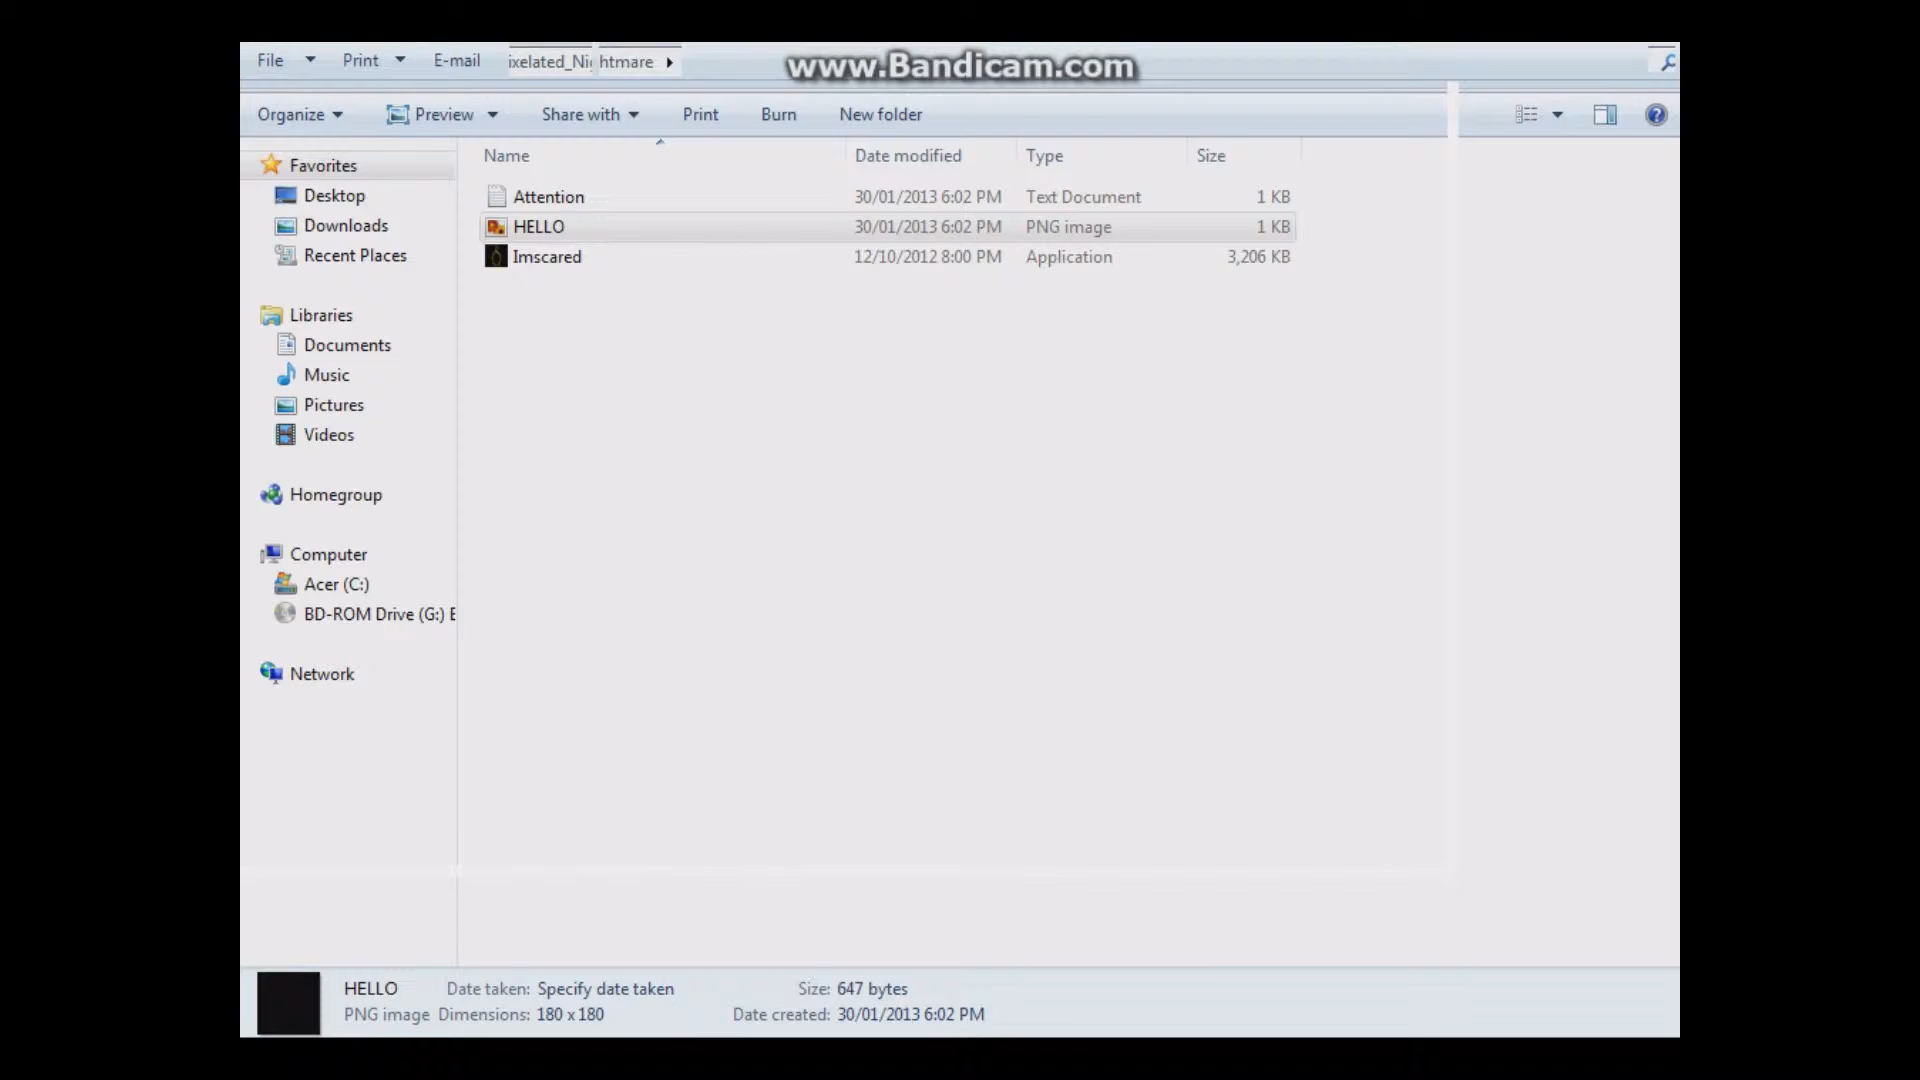 File Print E-mail ixelated_Ni htmare www.Bandicam.com
Organize Preview Share with Print Burn New folder
Name Date modified Type Size
Favorites
Desktop
Downloads
Recent Places
Libraries
Documents
Music
Pictures
Videos
Homegroup
Computer
Acer (C:)
BD-ROM Drive (G:) E
Network
Attention 30/01/2013 6:02 PM Text Document 1 KB
HELLO 30/01/2013 6:02 PM PNG image 1 KB
Imscared 12/10/2012 8:00 PM Application 3,206 KB
HELLO Date taken: Specify date taken Size: 647 bytes
PNG image Dimensions: 180 x 180 Date created: 30/01/2013 6:02 PM